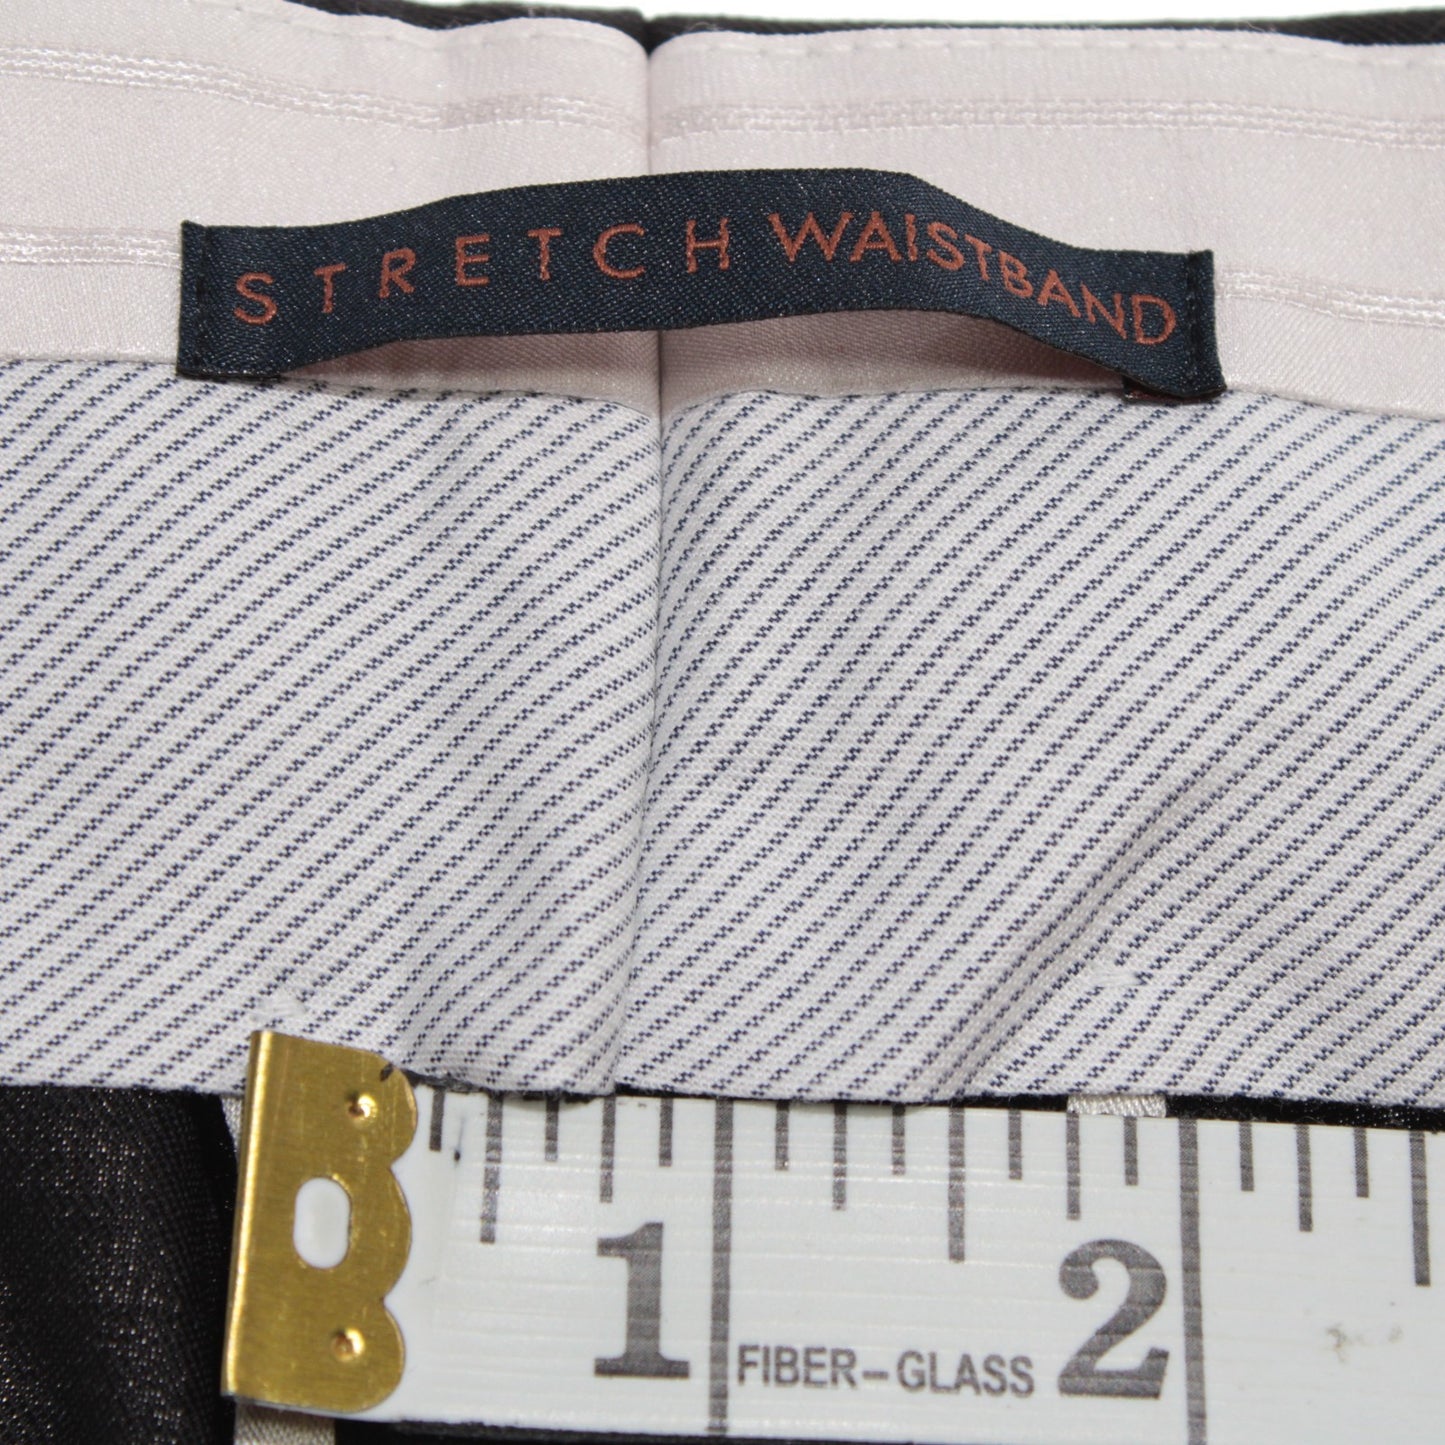 STRETCH WAISTBAND
1 2
FIBER-GLASS